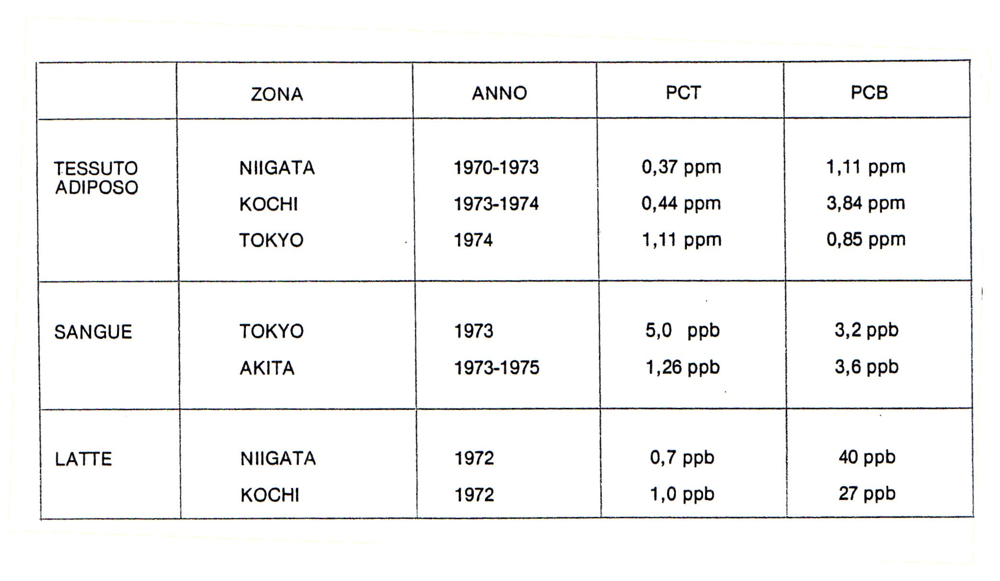 ZONA ANNO PCT PCB
TESSUTO NIIGATA 1970-1973 0,37 ppm 1,11 ppm
ADIPOSO
KOCHI 1973-1974 0,44 ppm 3,84 ppm
TOKYO 1974 1,11 ppm 0,85 ppm
SANGUE TOKYO 1973 5,0 ppb 3,2 ppb
AKITA 1973-1975 1,26 ppb 3,6 ppb
LATTE NIIGATA 1972 0,7 ppb 40 ppb
KOCHI 1972 1,0 ppb 27 ppb